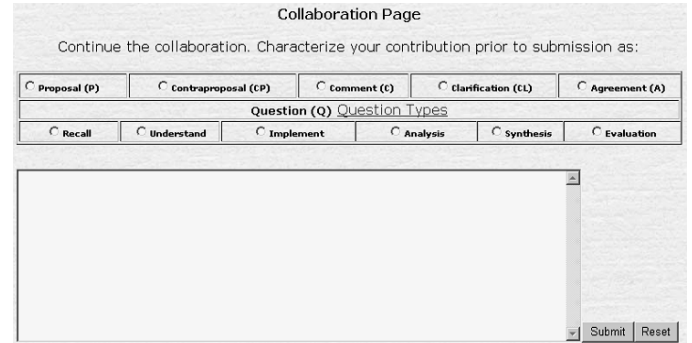 Collaboration Page
Continue the collaboration. Characterize your contribution prior to submission as:
Proposal (P) Contraproposal (CP) Comment (C) Clarification (CL) Agreement (A)
Question (Q) Question Types
Recall Understand Implement Analysis Synthesis Evaluation
Submit Reset